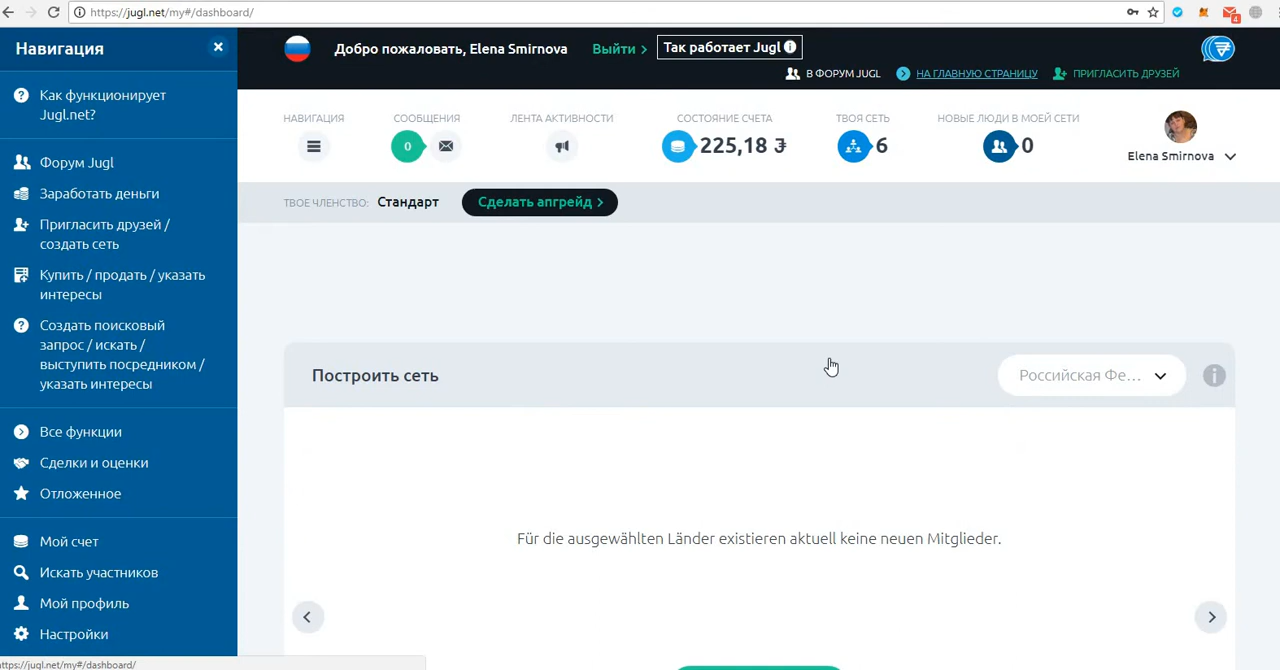 https://jugl.net/my#/dashboard/
4
Навигация
Добро пожаловать, Elena Smirnova
Выйти
Так работает Jugl
В ФОРУМ JUGL
НА ГЛАВНУЮ СТРАНИЦУ
ПРИГЛАСИТЬ ДРУЗЕЙ
Как функционирует
Jugl.net?
Форум Jugl
Заработать деньги
Пригласить друзей /
создать сеть
Купить / продать / указать
интересы
Создать поисковый
запрос / искать /
выступить посредником /
указать интересы
Все функции
Сделки и оценки
Отложенное
Мой счет
Искать участников
Мой профиль
Настройки
НАВИГАЦИЯ
СООБЩЕНИЯ
0
ЛЕНТА АКТИВНОСТИ
СОСТОЯНИЕ СЧЕТА
225,18
ТВОЯ СЕТЬ
6
НОВЫЕ ЛЮДИ В МОЕЙ СЕТИ
0
Elena Smirnova
ТВОЕ ЧЛЕНСТВО: Стандарт
Сделать апгрейд
Построить сеть
Российская Фе...
Für die ausgewählten Länder existieren aktuell keine neuen Mitglieder.
https://jugl.net/my#/dashboard/